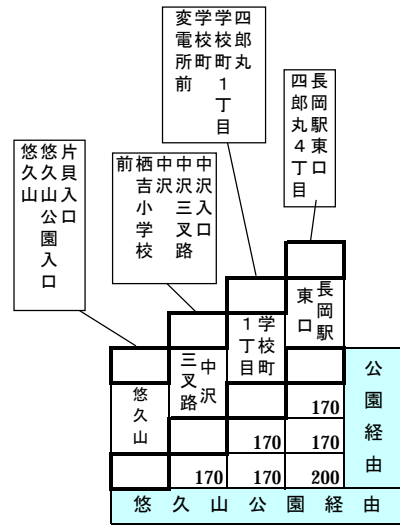 四郎丸
学校町１丁目
学校町
変電所前
長岡駅東口
四郎丸４丁目
中沢入口
中沢三叉路
中沢
栖吉小学校
前
片貝入口
悠久山公園入口
悠久山
長岡駅
東口
学校町
１丁目
中沢
三叉路
悠久山
170
170 170
170 170 200
公園経由
悠久山公園経由